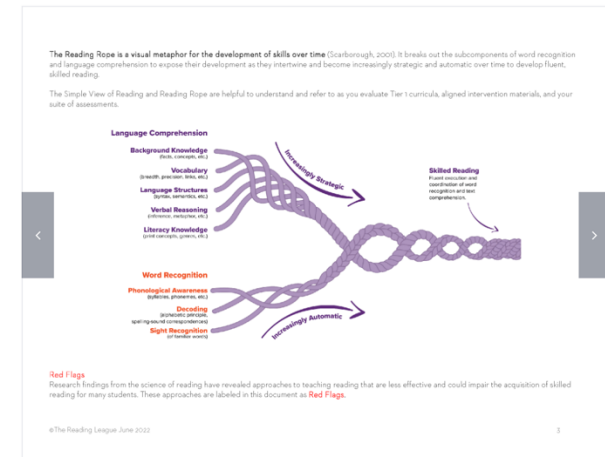 The Reading Rope is a visual metaphor for the development of skills over time (Scarborough, 2001). It breaks out the subcomponents of word recognition
and language comprehension to expose their development as they intertwine and become increasingly strategic and automatic over time to develop fluent,
skilled reading.
The Simple View of Reading and Reading Rope are helpful to understand and refer to as you evaluate Tier 1 curricula, aligned intervention materials, and your
suite of assessments.
Language Comprehension
Background Knowledge
(facts, concepts, etc.)
Vocabulary
(breadth, precision, links, etc.)
Language Structures
(syntax, semantics, etc.)
Verbal Reasoning
(inference, metaphor, etc.)
Literacy Knowledge
(print concepts, genres, etc.)
Increasingly Strategic
Skilled Reading
Fluent execution and
coordination of word
recognition and text
comprehension.
Word Recognition
Phonological Awareness
(syllables, phonemes, etc.)
Decoding
(alphabetic principle,
spelling-sound correspondences)
Sight Recognition
(of familiar words)
Increasingly Automatic
Red Flags
Research findings from the science of reading have revealed approaches to teaching reading that are less effective and could impair the acquisition of skilled
reading for many students. These approaches are labeled in this document as Red Flags.
©The Reading League June 2022